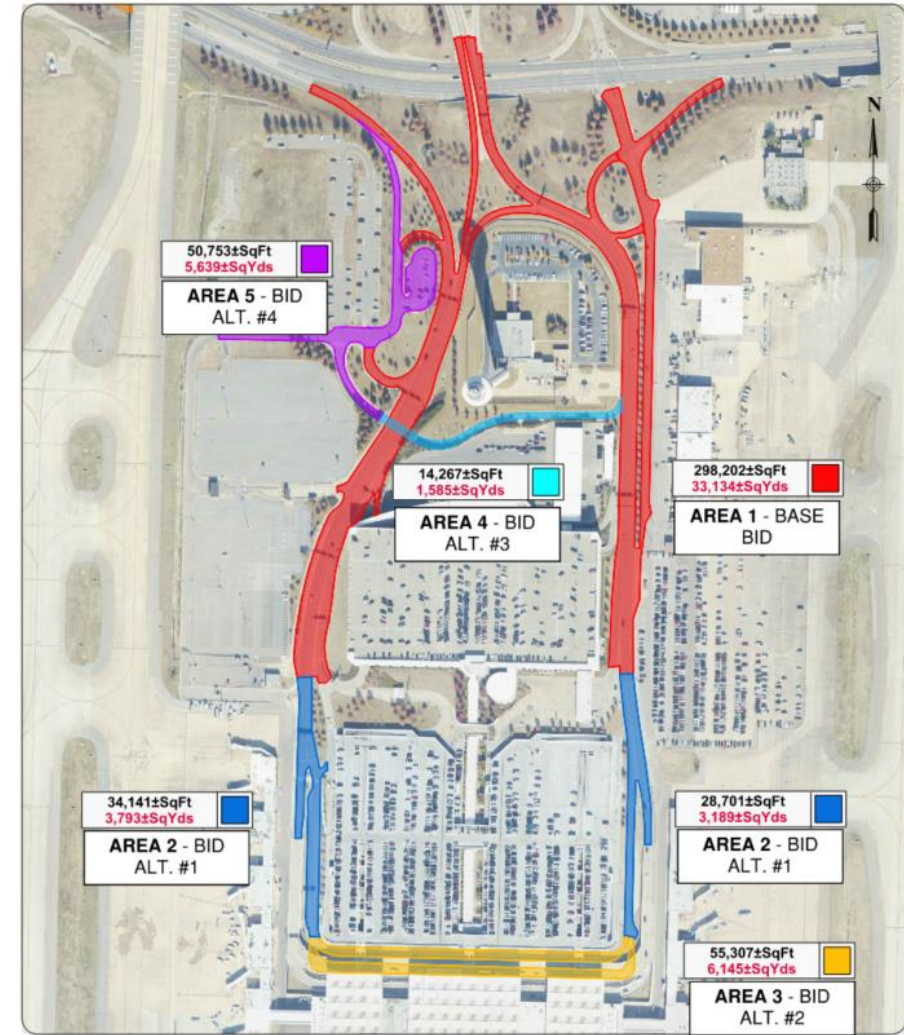 N
50,753±SqFt
5,639±SqYds
AREA 5 - BID
ALT. #4
14,267±SqFt
1,585±SqYds
AREA 4 - BID
ALT. #3
298,202±SqFt
33,134±SqYds
AREA 1 - BASE
BID
34,141±SqFt
3,793±SqYds
AREA 2 - BID
ALT. #1
28,701±SqFt
3,189±SqYds
AREA 2 - BID
ALT. #1
55,307±SqFt
6,145±SqYds
AREA 3 - BID
ALT. #2